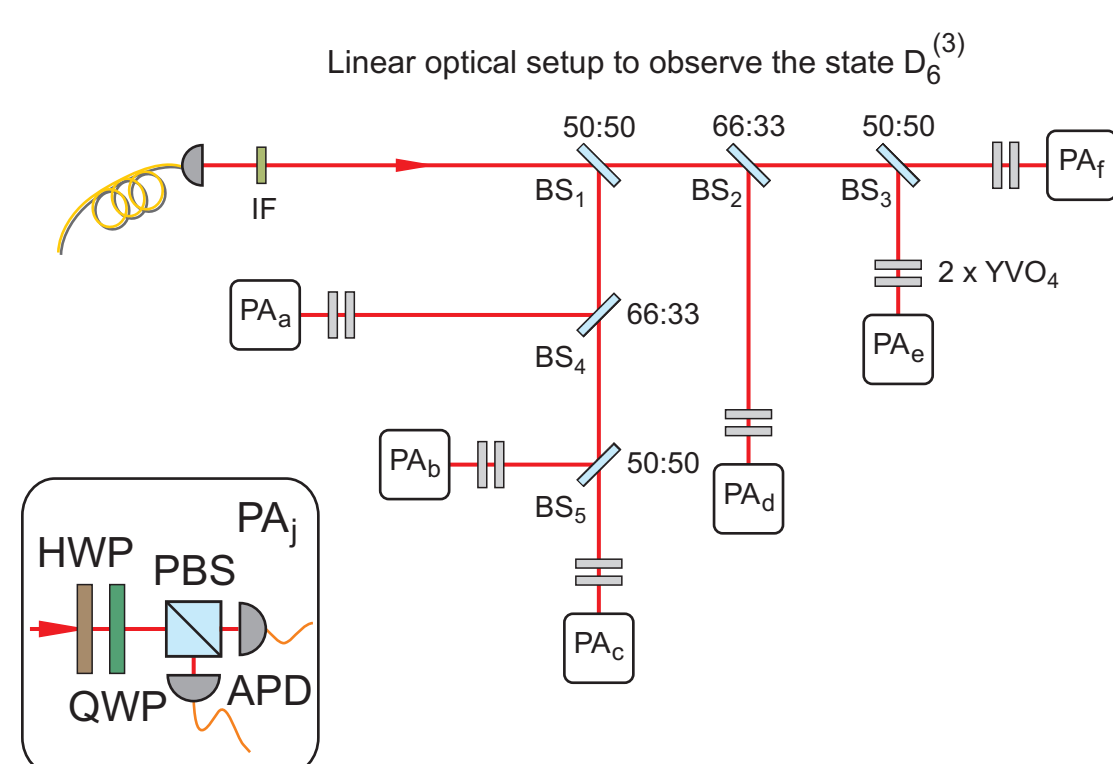 Linear optical setup to observe the state D₆⁽³⁾
50:50
66:33
50:50
IF
BS₁
BS₂
BS₃
PAf
2 x YVO₄
PAₐ
66:33
PAₑ
BS₄
PAb
50:50
PAd
BS₅
PAⱼ
HWP
PBS
PAc
QWP
APD